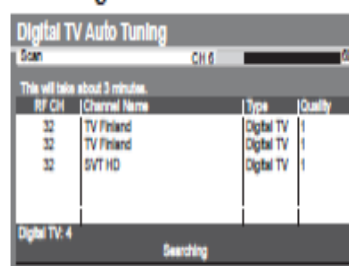 Digital TV Auto Tuning
Scan CH 6
This will take about 3 minutes.
RF CH Channel Name Type Quality
32 TV Finland Digital TV 1
32 TV Finland Digital TV 1
32 SVT HD Digital TV 1
Digital TV: 4
Searching